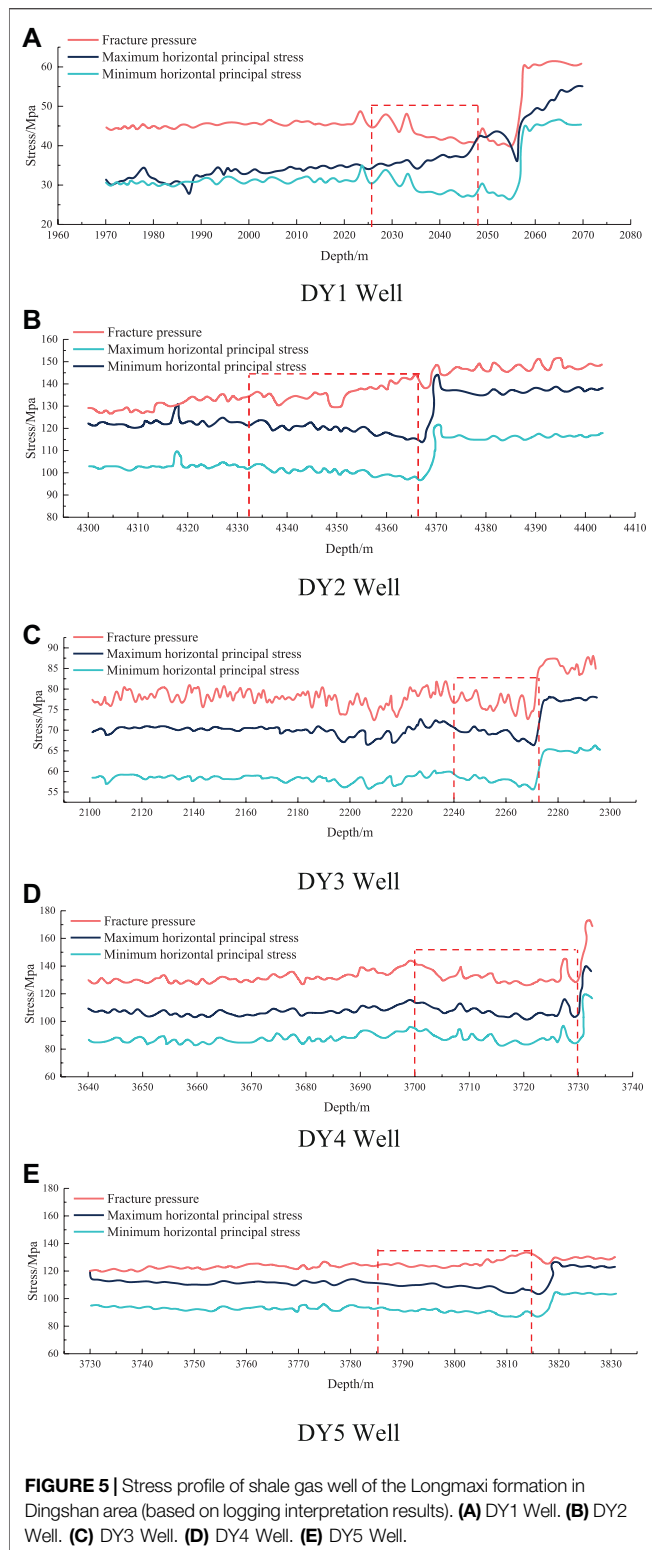 A
Fracture pressure
Maximum horizontal principal stress
Minimum horizontal principal stress
Stress/Mpa
60
50
40
30
20
1960 1970 1980 1990 2000 2010 2020 2030 2040 2050 2060 2070 2080
Depth/m
DY1 Well
B
Fracture pressure
Maximum horizontal principal stress
Minimum horizontal principal stress
Stress/Mpa
160
150
140
130
120
110
100
90
80
4300 4310 4320 4330 4340 4350 4360 4370 4380 4390 4400 4410
Depth/m
DY2 Well
C
Fracture pressure
Maximum horizontal principal stress
Minimum horizontal principal stress
Stress/Mpa
90
85
80
75
70
65
60
55
2100 2120 2140 2160 2180 2200 2220 2240 2260 2280 2300
Depth/m
DY3 Well
D
Fracture pressure
Maximum horizontal principal stress
Minimum horizontal principal stress
Stress/Mpa
180
160
140
120
100
80
60
3640 3650 3660 3670 3680 3690 3700 3710 3720 3730 3740
Depth/m
DY4 Well
E
Fracture pressure
Maximum horizontal principal stress
Minimum horizontal principal stress
Stress/Mpa
180
160
140
120
100
80
60
3730 3740 3750 3760 3770 3780 3790 3800 3810 3820 3830
Depth/m
DY5 Well
FIGURE 5 | Stress profile of shale gas well of the Longmaxi formation in
Dingshan area (based on logging interpretation results). (A) DY1 Well. (B) DY2
Well. (C) DY3 Well. (D) DY4 Well. (E) DY5 Well.